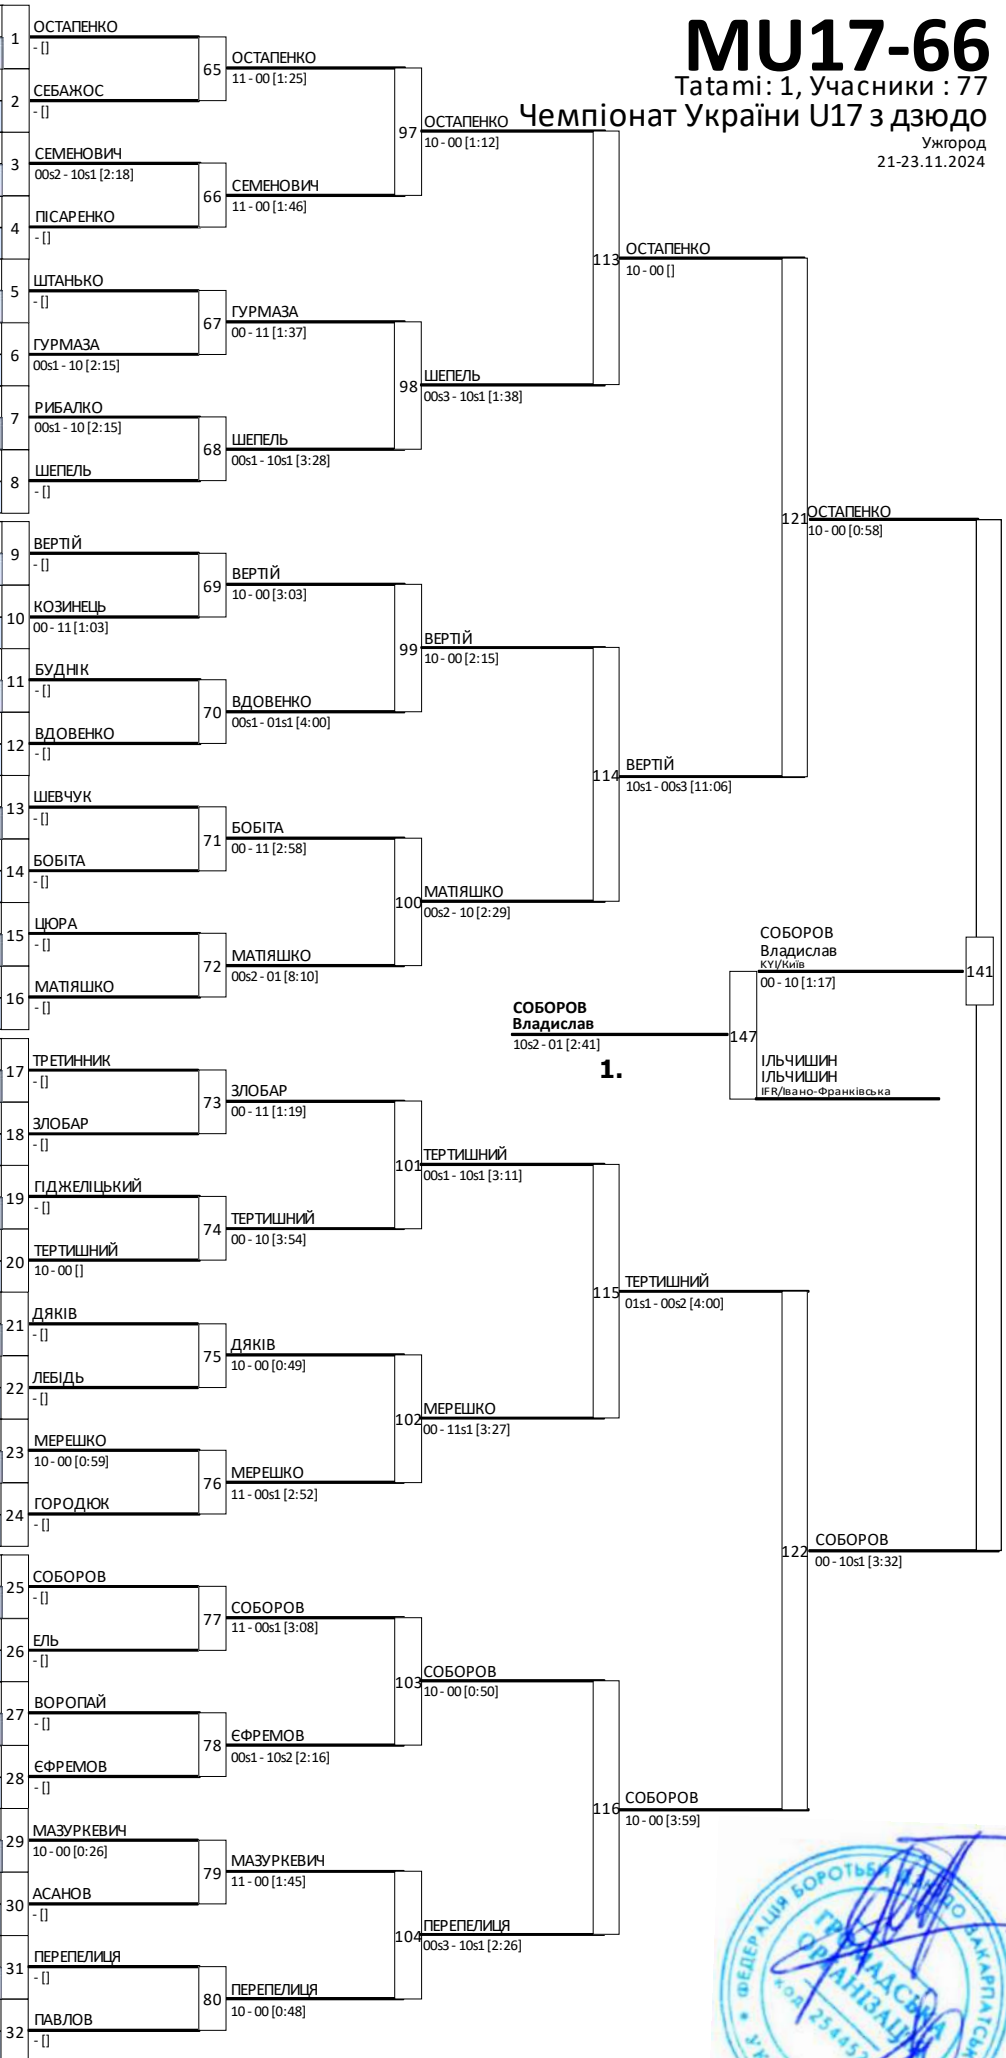 MU17-66
Tatami: 1, Учасники : 77
Чемпіонат України U17 з дзюдо
Ужгород
21-23.11.2024
1 ОСТАПЕНКО
- []
2 СЕБАЖОС
- []
3 СЕМЕНОВИЧ
00s2 - 10s1 [2:18]
4 ПІСАРЕНКО
- []
5 ШТАНЬКО
- []
6 ГУРМАЗА
00s1 - 10 [2:15]
7 РИБАЛКО
00s1 - 10 [2:15]
8 ШЕПЕЛЬ
- []
9 ВЕРТІЙ
- []
10 КОЗИНЕЦЬ
00 - 11 [1:03]
11 БУДНІК
- []
12 ВДОВЕНКО
- []
13 ШЕВЧУК
- []
14 БОБІТА
- []
15 ЦЮРА
- []
16 МАТІЯШКО
- []
17 ТРЕТИННИК
- []
18 ЗЛОБАР
- []
19 ГІДЖЕЛІЦЬКИЙ
- []
20 ТЕРТИШНИЙ
10 - 00 []
21 ДЯКІВ
- []
22 ЛЕБІДЬ
- []
23 МЕРЕШКО
10 - 00 [0:59]
24 ГОРОДЮК
- []
25 СОБОРОВ
- []
26 ЕЛЬ
- []
27 ВОРОПАЙ
- []
28 ЄФРЕМОВ
- []
29 МАЗУРКЕВИЧ
10 - 00 [0:26]
30 АСАНОВ
- []
31 ПЕРЕПЕЛИЦЯ
- []
32 ПАВЛОВ
- []
65 ОСТАПЕНКО
11 - 00 [1:25]
66 СЕМЕНОВИЧ
11 - 00 [1:46]
67 ГУРМАЗА
00 - 11 [1:37]
68 ШЕПЕЛЬ
00s1 - 10s1 [3:28]
69 ВЕРТІЙ
10 - 00 [3:03]
70 ВДОВЕНКО
00s1 - 01s1 [4:00]
71 БОБІТА
00 - 11 [2:58]
72 МАТІЯШКО
00s2 - 01 [8:10]
73 ЗЛОБАР
00 - 11 [1:19]
74 ТЕРТИШНИЙ
00 - 10 [3:54]
75 ДЯКІВ
10 - 00 [0:49]
76 МЕРЕШКО
11 - 00s1 [2:52]
77 СОБОРОВ
11 - 00s1 [3:08]
78 ЄФРЕМОВ
00s1 - 10s2 [2:16]
79 МАЗУРКЕВИЧ
11 - 00 [1:45]
80 ПЕРЕПЕЛИЦЯ
10 - 00 [0:48]
97 ОСТАПЕНКО
10 - 00 [1:12]
98 ШЕПЕЛЬ
00s3 - 10s1 [1:38]
99 ВЕРТІЙ
10 - 00 [2:15]
100 МАТІЯШКО
00s2 - 10 [2:29]
101 ТЕРТИШНИЙ
00s1 - 10s1 [3:11]
102 МЕРЕШКО
00 - 11s1 [3:27]
103 СОБОРОВ
10 - 00 [0:50]
104 ПЕРЕПЕЛИЦЯ
00s3 - 10s1 [2:26]
113 ОСТАПЕНКО
10 - 00 []
114 ВЕРТІЙ
10s1 - 00s3 [11:06]
115 ТЕРТИШНИЙ
01s1 - 00s2 [4:00]
116 СОБОРОВ
10 - 00 [3:59]
121 ОСТАПЕНКО
10 - 00 [0:58]
122 СОБОРОВ
00 - 10s1 [3:32]
141
СОБОРОВ
Владислав
KYI/Київ
00 - 10 [1:17]
147
ІЛЬЧИШИН
ІЛЬЧИШИН
IFR/Івано-Франківська
СОБОРОВ
Владислав
10s2 - 01 [2:41]
1.
ФЕДЕРАЦІЯ БОРОТЬБИ
ГРОМАДСЬКА
ОРГАНІЗАЦІЯ